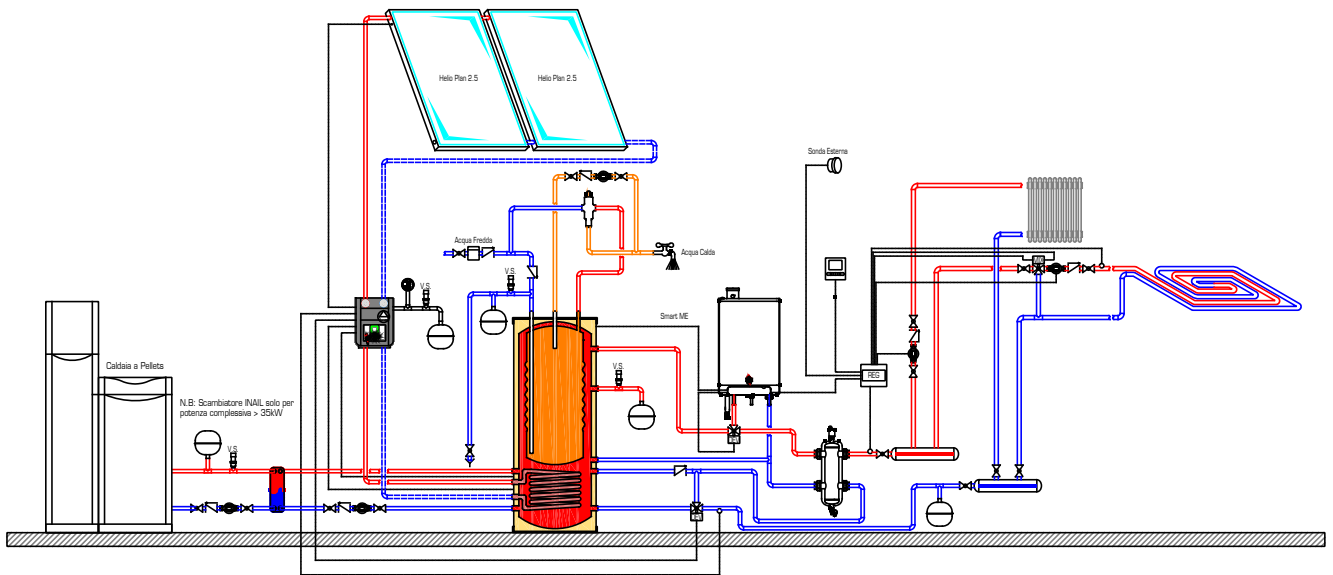 Helio Plan 2.5
Helio Plan 2.5
Sonda Esterna
Acqua Fredda
Acqua Calda
V.S.
V.S.
Smart ME
Caldaia a Pellets
V.S.
REG
N.B: Scambiatore INAIL solo per
potenza complessiva > 35kW
V.S.